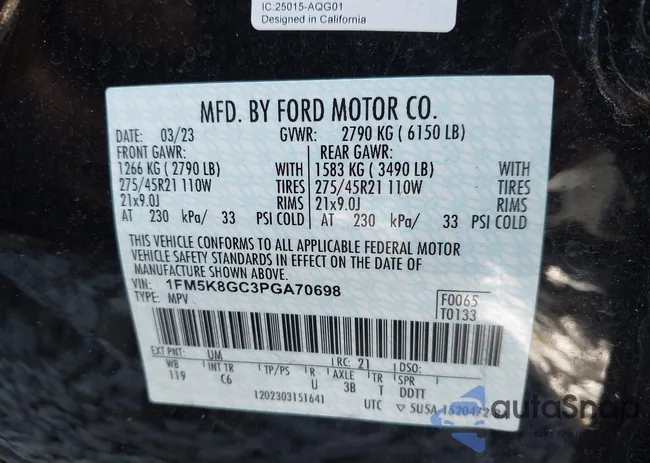 IC:25015-AQG01
Designed in California
MFD. BY FORD MOTOR CO.
DATE: 03/23 GVWR: 2790 KG ( 6150 LB)
FRONT GAWR: REAR GAWR:
1266 KG ( 2790 LB) WITH 1583 KG ( 3490 LB) WITH
275/45R21 110W TIRES 275/45R21 110W TIRES
21x9.0J RIMS 21x9.0J RIMS
AT 230 kPa/ 33 PSI COLD AT 230 kPa/ 33 PSI COLD
THIS VEHICLE CONFORMS TO ALL APPLICABLE FEDERAL MOTOR
VEHICLE SAFETY STANDARDS IN EFFECT ON THE DATE OF
MANUFACTURE SHOWN ABOVE.
VIN: 1FM5K8GC3PGA70698
TYPE: MPV
F0065
T0133
EXT PNT: UM RC: 21 DSO:
WB INT TR TP/PS R AXLE TR SPR
119 C6 U 3B T DDTT
1202303151641 UTC ▽ 5U5A-1520472
autoSnap